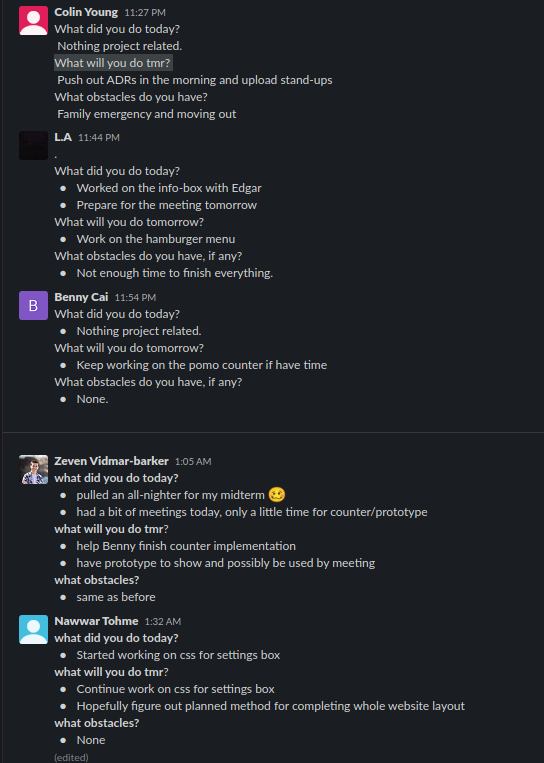 Colin Young 11:27 PM
What did you do today?
Nothing project related.
What will you do tmr?
Push out ADRs in the morning and upload stand-ups
What obstacles do you have?
Family emergency and moving out
L.A 11:44 PM
.
What did you do today?
• Worked on the info-box with Edgar
• Prepare for the meeting tomorrow
What will you do tomorrow?
• Work on the hamburger menu
What obstacles do you have, if any?
• Not enough time to finish everything.
B
Benny Cai 11:54 PM
What did you do today?
• Nothing project related.
What will you do tomorrow?
• Keep working on the pomo counter if have time
What obstacles do you have, if any?
• None.
Zeven Vidmar-barker 1:05 AM
what did you do today?
• pulled an all-nighter for my midterm 🥴
• had a bit of meetings today, only a little time for counter/prototype
what will you do tmr?
• help Benny finish counter implementation
• have prototype to show and possibly be used by meeting
what obstacles?
• same as before
Nawwar Tohme 1:32 AM
what did you do today?
• Started working on css for settings box
what will you do tmr?
• Continue work on css for settings box
• Hopefully figure out planned method for completing whole website layout
what obstacles?
• None
(edited)